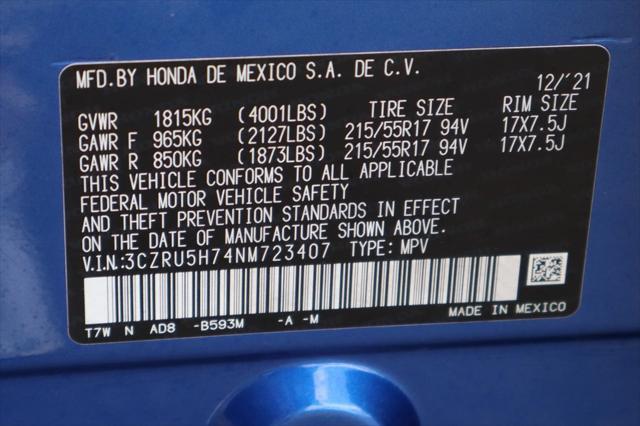 MFD.BY HONDA DE MEXICO S.A. DE C.V. 12/'21
GVWR 1815KG (4001LBS) TIRE SIZE RIM SIZE
GAWR F 965KG (2127LBS) 215/55R17 94V 17X7.5J
GAWR R 850KG (1873LBS) 215/55R17 94V 17X7.5J
THIS VEHICLE CONFORMS TO ALL APPLICABLE
FEDERAL MOTOR VEHICLE SAFETY
AND THEFT PREVENTION STANDARDS IN EFFECT
ON THE DATE OF MANUFACTURE SHOWN ABOVE.
V.I.N:3CZRU5H74NM723407 TYPE: MPV
T7W N AD8 -B593M -A -M MADE IN MEXICO